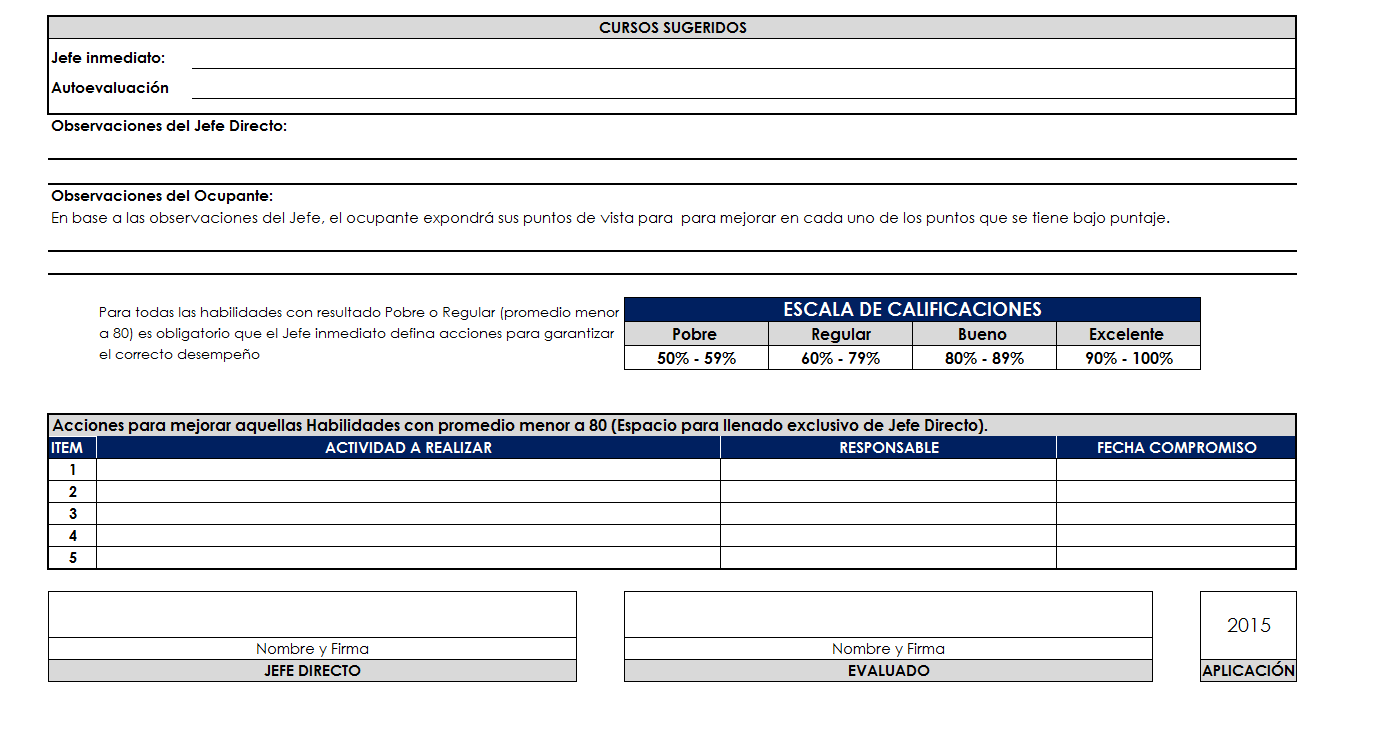 CURSOS SUGERIDOS
Jefe inmediato:
Autoevaluación
Observaciones del Jefe Directo:
Observaciones del Ocupante:
En base a las observaciones del Jefe, el ocupante expondrá sus puntos de vista para  para mejorar en cada uno de los puntos que se tiene bajo puntaje.
Para todas las habilidades con resultado Pobre o Regular (promedio menor
a 80) es obligatorio que el Jefe inmediato defina acciones para garantizar
el correcto desempeño
ESCALA DE CALIFICACIONES
Pobre Regular Bueno Excelente
50% - 59% 60% - 79% 80% - 89% 90% - 100%
Acciones para mejorar aquellas Habilidades con promedio menor a 80 (Espacio para llenado exclusivo de Jefe Directo).
ITEM ACTIVIDAD A REALIZAR RESPONSABLE FECHA COMPROMISO
1
2
3
4
5
Nombre y Firma
JEFE DIRECTO
Nombre y Firma
EVALUADO
2015
APLICACIÓN